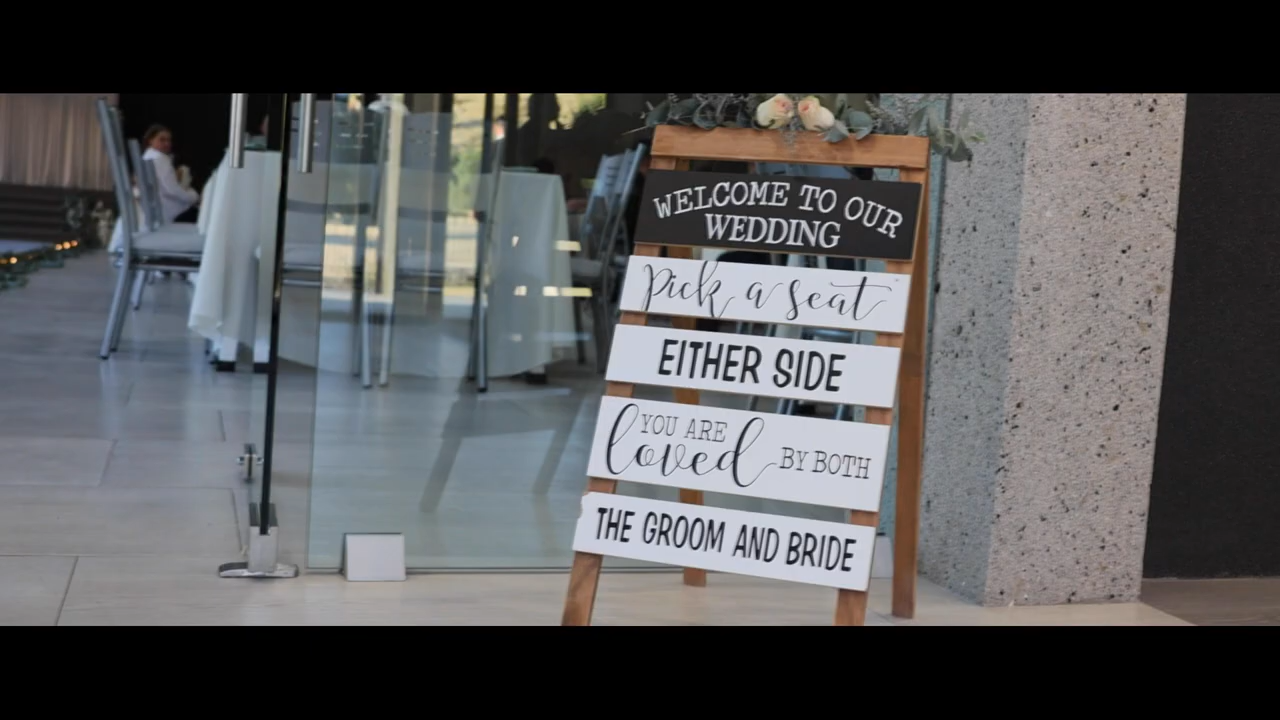 WELCOME TO OUR
WEDDING
Pick a seat
EITHER SIDE
YOU ARE
loved BY BOTH
THE GROOM AND BRIDE